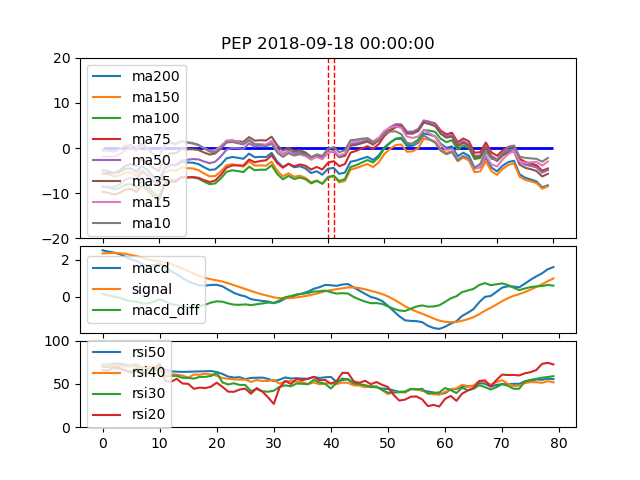 PEP 2018-09-18 00:00:00
20
10
0
−10
−20
ma200
ma150
ma100
ma75
ma50
ma35
ma15
ma10
2
0
macd
signal
macd_diff
100
50
0
rsi50
rsi40
rsi30
rsi20
0 10 20 30 40 50 60 70 80